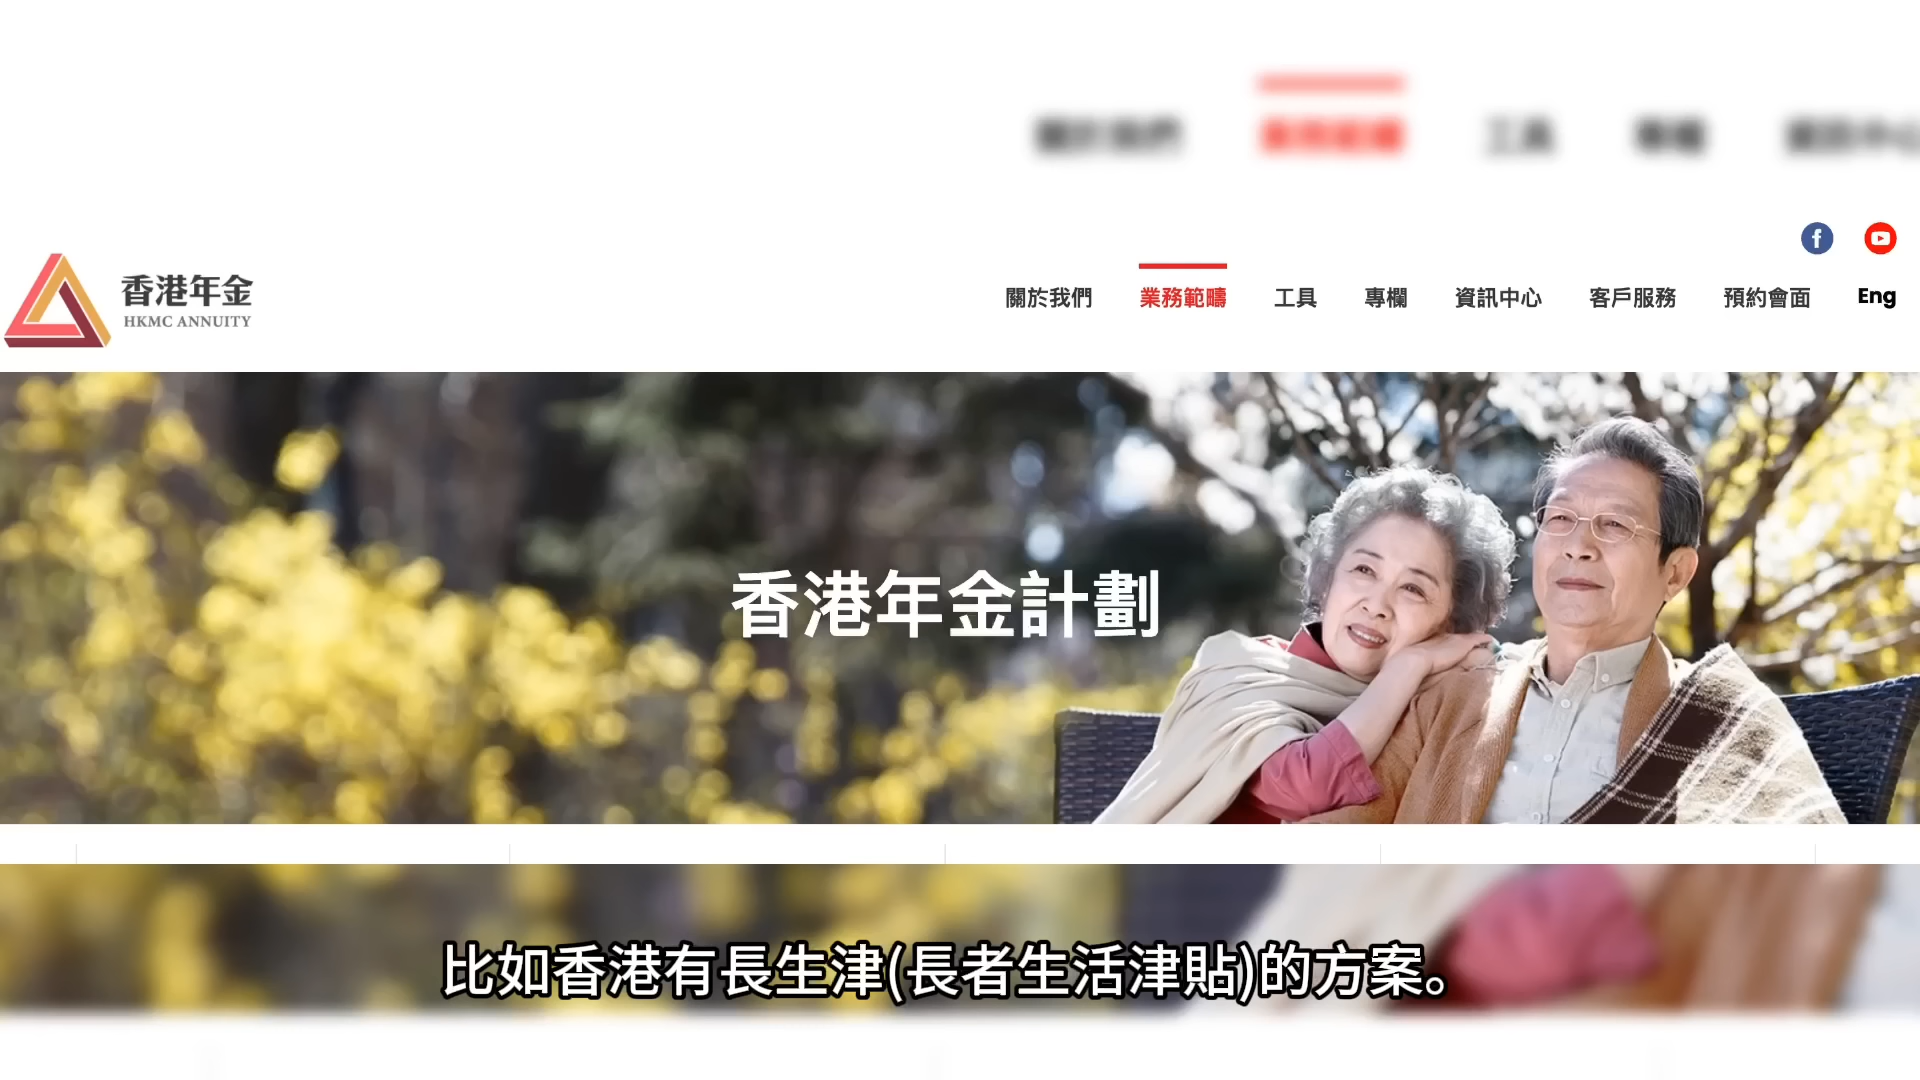 香港年金
HKMC ANNUITY
關於我們 業務範疇 工具 專欄 資訊中心 客戶服務 預約會面 Eng
香港年金計劃
比如香港有長生津(長者生活津貼)的方案。